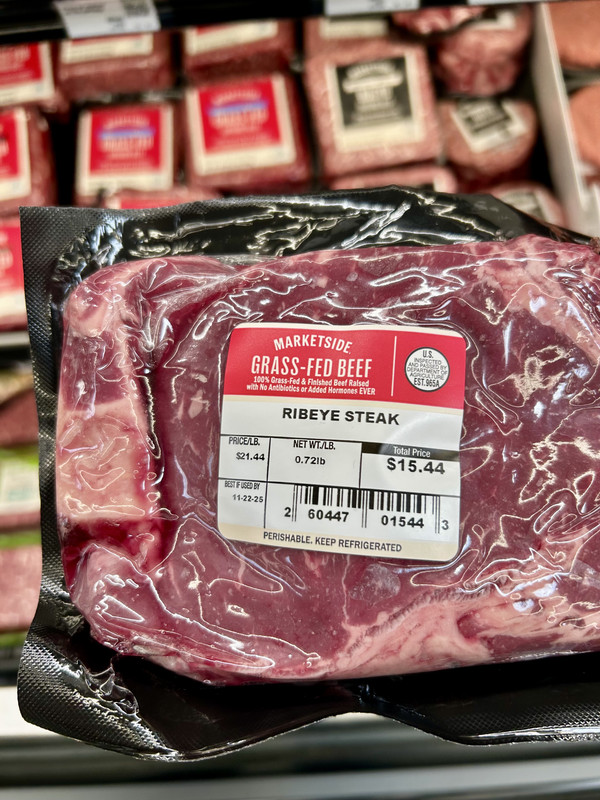 MARKETSIDE
GRASS-FED BEEF
100% Grass-Fed & Finished Beef Raised
with No Antibiotics or Added Hormones EVER
U.S.
INSPECTED
AND PASSED BY
DEPARTMENT OF
AGRICULTURE
EST. 965A
RIBEYE STEAK
PRICE/LB.
$21.44
NET WT./LB.
0.72lb
Total Price
$15.44
BEST IF USED BY
11-22-25
2 60447 01544 3
PERISHABLE. KEEP REFRIGERATED